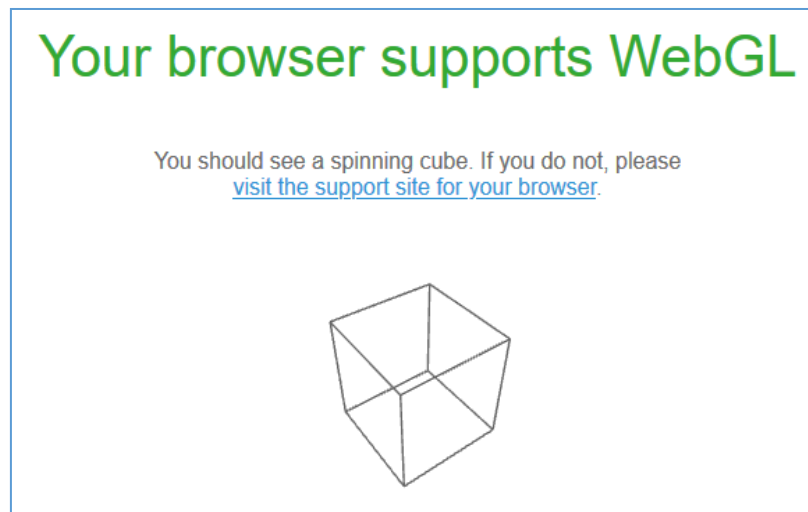 Your browser supports WebGL
You should see a spinning cube. If you do not, please
visit the support site for your browser.